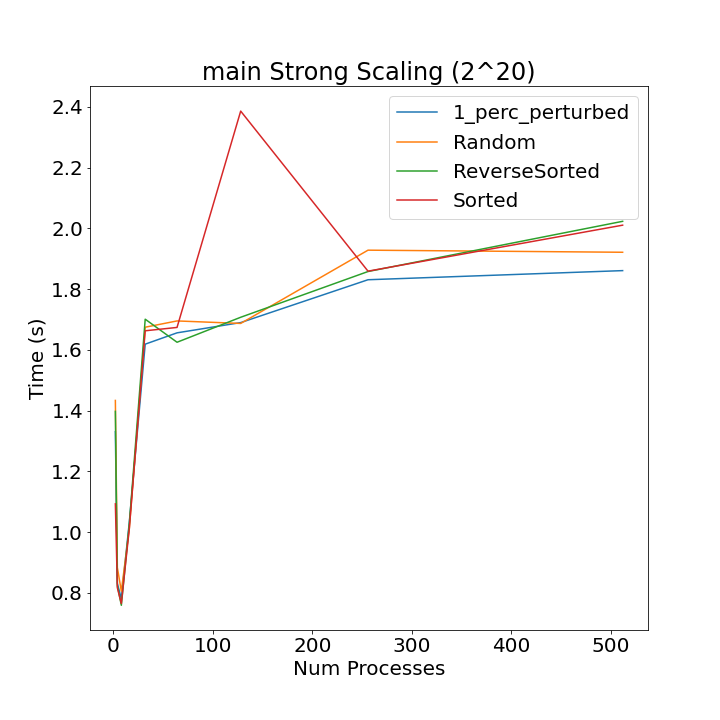 main Strong Scaling (2^20)
2.4
2.2
2.0
1.8
1.6
1.4
1.2
1.0
0.8
Time (s)
1_perc_perturbed
Random
ReverseSorted
Sorted
0 100 200 300 400 500
Num Processes